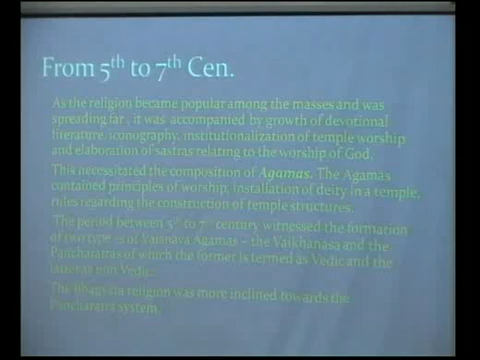 From 5th to 7th Cen.
As the religion became popular among the masses and was
spreading far , it was accompanied by growth of devotional
literature, iconography, institutionalization of temple worship
and elaboration of sastras relating to the worship of God.
This necessitated the composition of Agamas. The Agamas
contained principles of worship, installation of deity in a temple,
rules regarding the construction of temple structures.
The period between 5th to 7th century witnessed the formation
of two type of Vaisnava Agamas – the Vaikhanasa and the
Pancharatras of which the former is termed as Vedic and the
latter as non Vedic.
The Bhagvata religion was more inclined towards the
Pancharatra system.